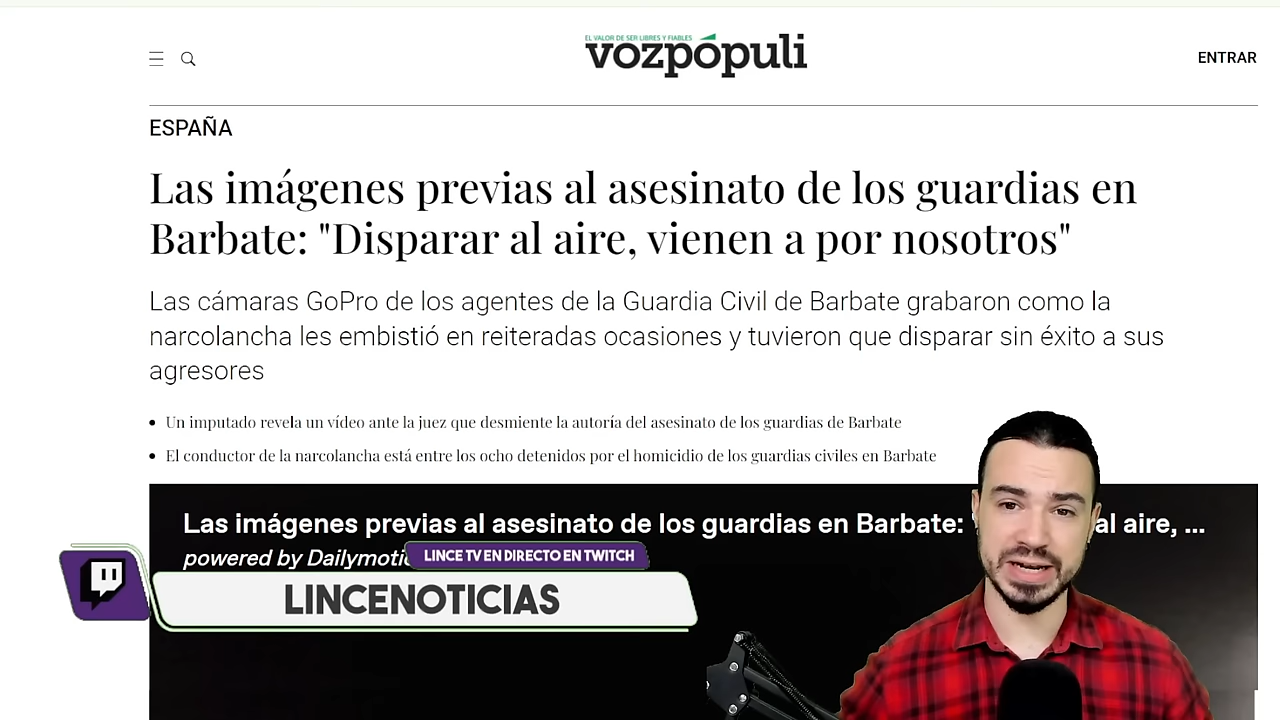 EL VALOR DE SER LIBRES Y FIABLES
vozpópuli
ENTRAR
ESPAÑA
Las imágenes previas al asesinato de los guardias en
Barbate: "Disparar al aire, vienen a por nosotros"
Las cámaras GoPro de los agentes de la Guardia Civil de Barbate grabaron como la
narcolancha les embistió en reiteradas ocasiones y tuvieron que disparar sin éxito a sus
agresores
Un imputado revela un vídeo ante la juez que desmiente la autoría del asesinato de los guardias de Barbate
El conductor de la narcolancha está entre los ocho detenidos por el homicidio de los guardias civiles en Barbate
Las imágenes previas al asesinato de los guardias en Barbate: al aire, ...
powered by Dailymotio
LINCE TV EN DIRECTO EN TWITCH
LINCENOTICIAS